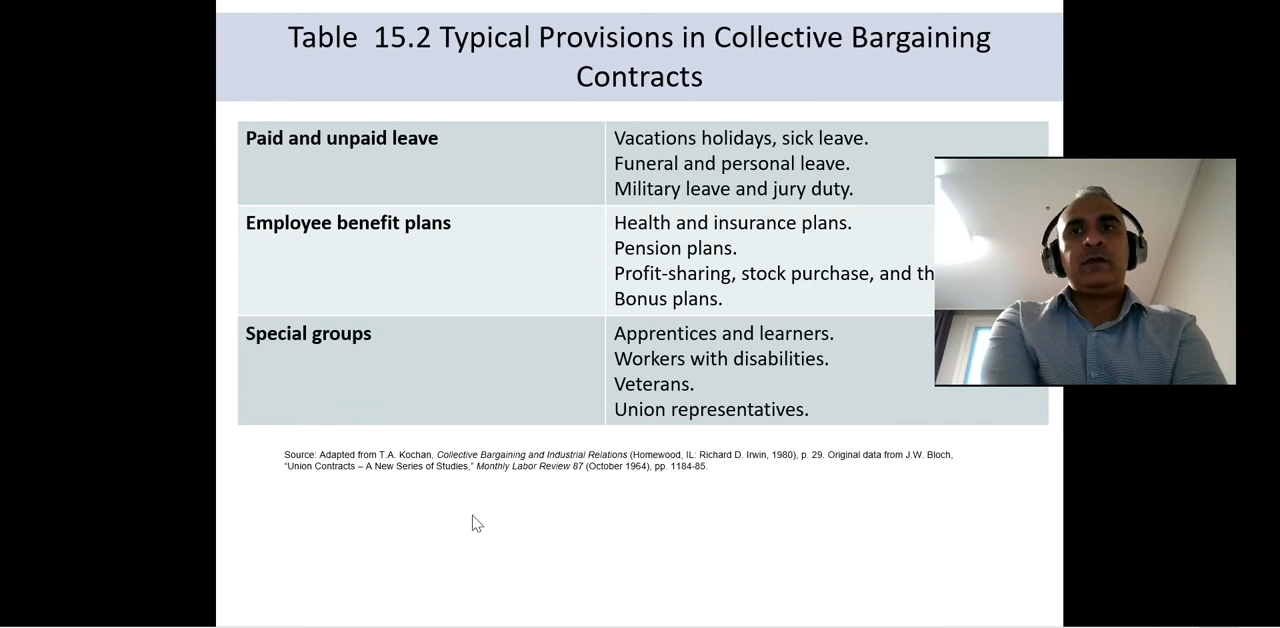 Table 15.2 Typical Provisions in Collective Bargaining
Contracts
Paid and unpaid leave
Vacations holidays, sick leave.
Funeral and personal leave.
Military leave and jury duty.
Employee benefit plans
Health and insurance plans.
Pension plans.
Profit-sharing, stock purchase, and
Bonus plans.
Special groups
Apprentices and learners.
Workers with disabilities.
Veterans.
Union representatives.
Source: Adapted from T.A. Kochan, Collective Bargaining and Industrial Relations (Homewood, IL: Richard D. Irwin, 1980), p. 29. Original data from J.W. Bloch,
“Union Contracts – A New Series of Studies,” Monthly Labor Review 87 (October 1964), pp. 1184-85.